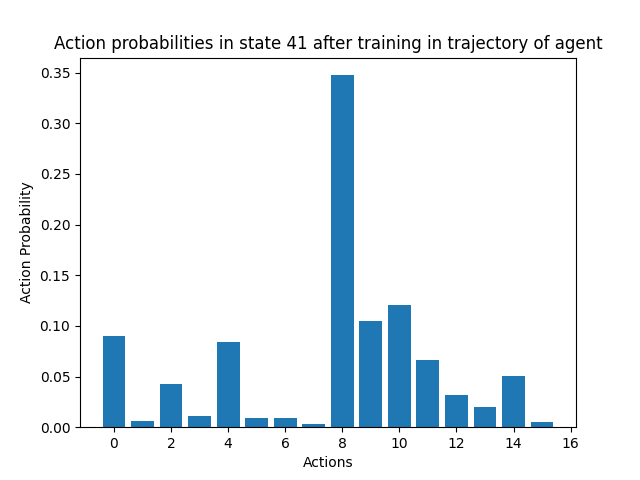 Action probabilities in state 41 after training in trajectory of agent
0.35
0.30
0.25
0.20
0.15
0.10
0.05
0.00
Action Probability
0 2 4 6 8 10 12 14 16
Actions